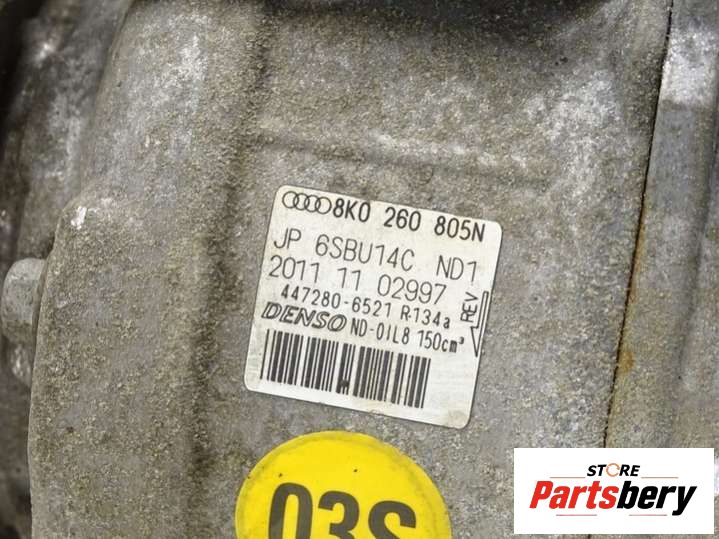 8K0 260 805N
JP 6SBU14C ND1
2011 11 02997
447280-6521 R-134a
DENSO ND-OIL8 150cm³
REV
03S
STORE
Partsbery